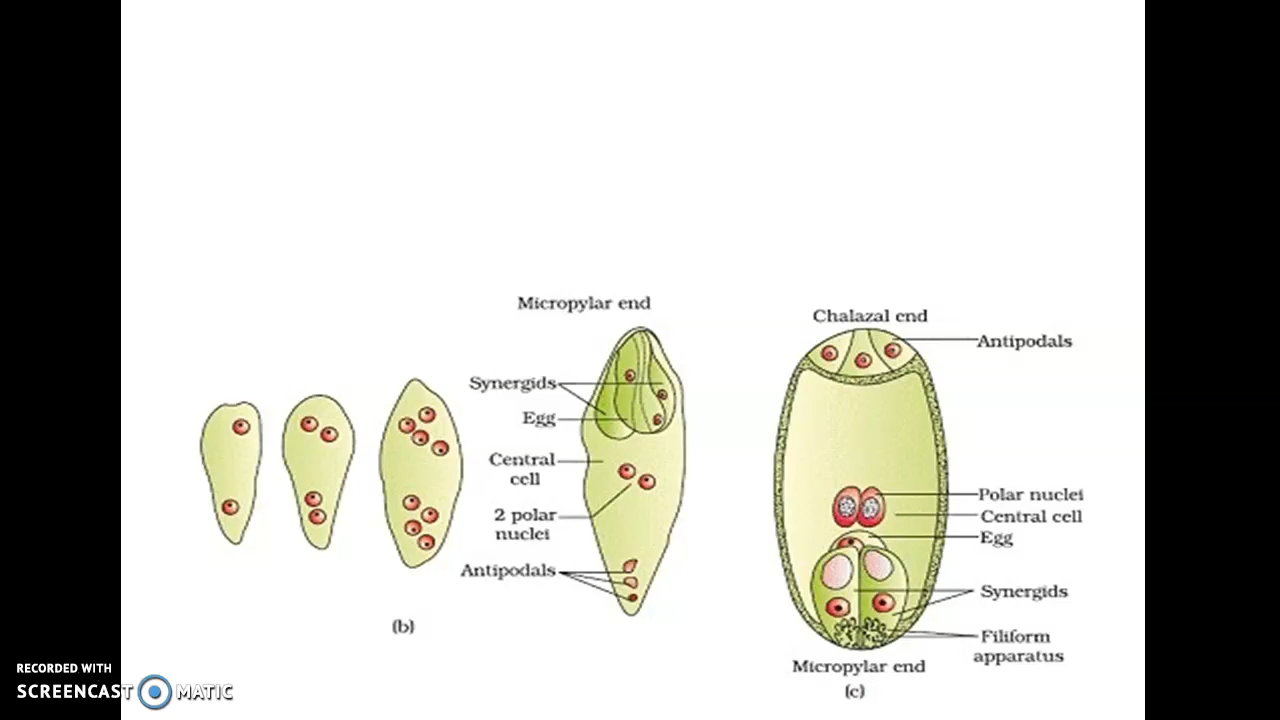 Micropylar end
Synergids
Egg
Central
cell
2 polar
nuclei
Antipodals
(b)
Chalazal end
Antipodals
Polar nuclei
Central cell
Egg
Synergids
Filiform
apparatus
Micropylar end
(c)
RECORDED WITH
SCREENCAST MATIC